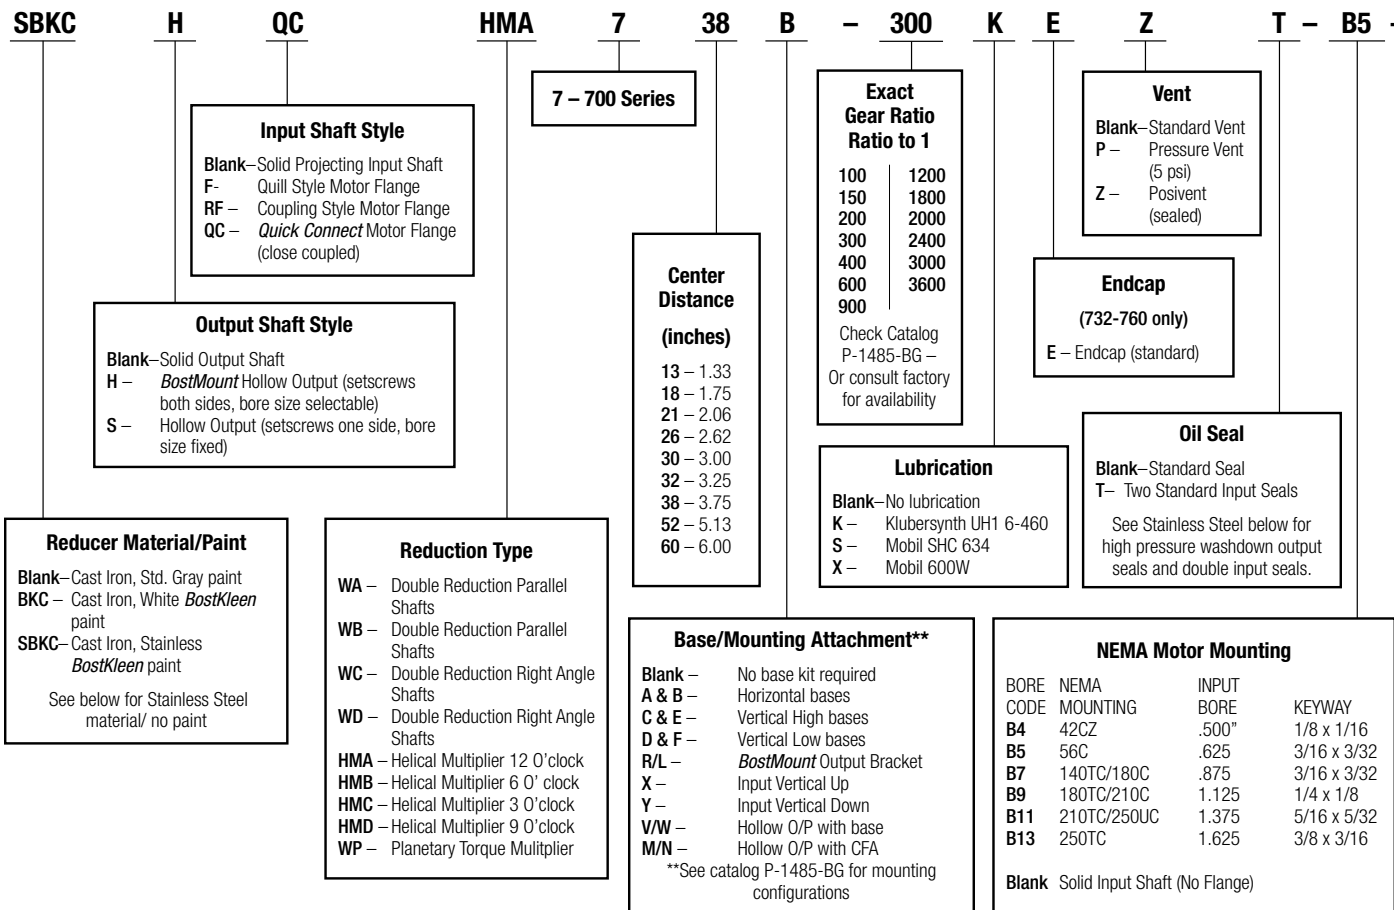 SBKC H QC HMA 7 38 B – 300 K E Z T – B5 -
7 – 700 Series
Input Shaft Style
Blank–Solid Projecting Input Shaft
F- Quill Style Motor Flange
RF – Coupling Style Motor Flange
QC – Quick Connect Motor Flange
(close coupled)
Output Shaft Style
Blank–Solid Output Shaft
H – BostMount Hollow Output (setscrews
both sides, bore size selectable)
S – Hollow Output (setscrews one side, bore
size fixed)
Reducer Material/Paint
Blank–Cast Iron, Std. Gray paint
BKC – Cast Iron, White BostKleen
paint
SBKC–Cast Iron, Stainless
BostKleen paint
See below for Stainless Steel
material/ no paint
Reduction Type
WA – Double Reduction Parallel
Shafts
WB – Double Reduction Parallel
Shafts
WC – Double Reduction Right Angle
Shafts
WD – Double Reduction Right Angle
Shafts
HMA – Helical Multiplier 12 O'clock
HMB – Helical Multiplier 6 O' clock
HMC – Helical Multiplier 3 O'clock
HMD – Helical Multiplier 9 O'clock
WP – Planetary Torque Mulitplier
Center
Distance
(inches)
13 – 1.33
18 – 1.75
21 – 2.06
26 – 2.62
30 – 3.00
32 – 3.25
38 – 3.75
52 – 5.13
60 – 6.00
Base/Mounting Attachment**
Blank – No base kit required
A & B – Horizontal bases
C & E – Vertical High bases
D & F – Vertical Low bases
R/L – BostMount Output Bracket
X – Input Vertical Up
Y – Input Vertical Down
V/W – Hollow O/P with base
M/N – Hollow O/P with CFA
**See catalog P-1485-BG for mounting
configurations
Exact
Gear Ratio
Ratio to 1
100 1200
150 1800
200 2000
300 2400
400 3000
600 3600
900
Check Catalog
P-1485-BG –
Or consult factory
for availability
Lubrication
Blank–No lubrication
K – Klubersynth UH1 6-460
S – Mobil SHC 634
X – Mobil 600W
Vent
Blank–Standard Vent
P – Pressure Vent
(5 psi)
Z – Posivent
(sealed)
Endcap
(732-760 only)
E – Endcap (standard)
Oil Seal
Blank–Standard Seal
T– Two Standard Input Seals
See Stainless Steel below for
high pressure washdown output
seals and double input seals.
NEMA Motor Mounting
BORE NEMA INPUT
CODE MOUNTING BORE KEYWAY
B4 42CZ .500" 1/8 x 1/16
B5 56C .625 3/16 x 3/32
B7 140TC/180C .875 3/16 x 3/32
B9 180TC/210C 1.125 1/4 x 1/8
B11 210TC/250UC 1.375 5/16 x 5/32
B13 250TC 1.625 3/8 x 3/16
Blank Solid Input Shaft (No Flange)